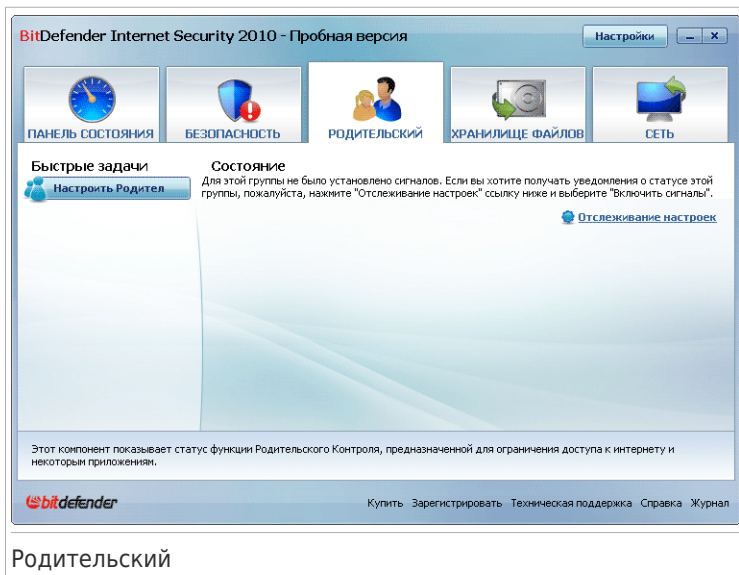 BitDefender Internet Security 2010 - Пробная версия
Настройки
ПАНЕЛЬ СОСТОЯНИЯ
БЕЗОПАСНОСТЬ
РОДИТЕЛЬСКИЙ
ХРАНИЛИЩЕ ФАЙЛОВ
СЕТЬ
Быстрые задачи
Настроить Родител
Состояние
Для этой группы не было установлено сигналов. Если вы хотите получать уведомления о статусе этой
группы, пожалуйста, нажмите "Отслеживание настроек" ссылку ниже и выберите "Включить сигналы".
Отслеживание настроек
Этот компонент показывает статус функции Родительского Контроля, предназначенной для ограничения доступа к интернету и
некоторым приложениям.
bitdefender
Купить Зарегистрировать Техническая поддержка Справка Журнал
Родительский